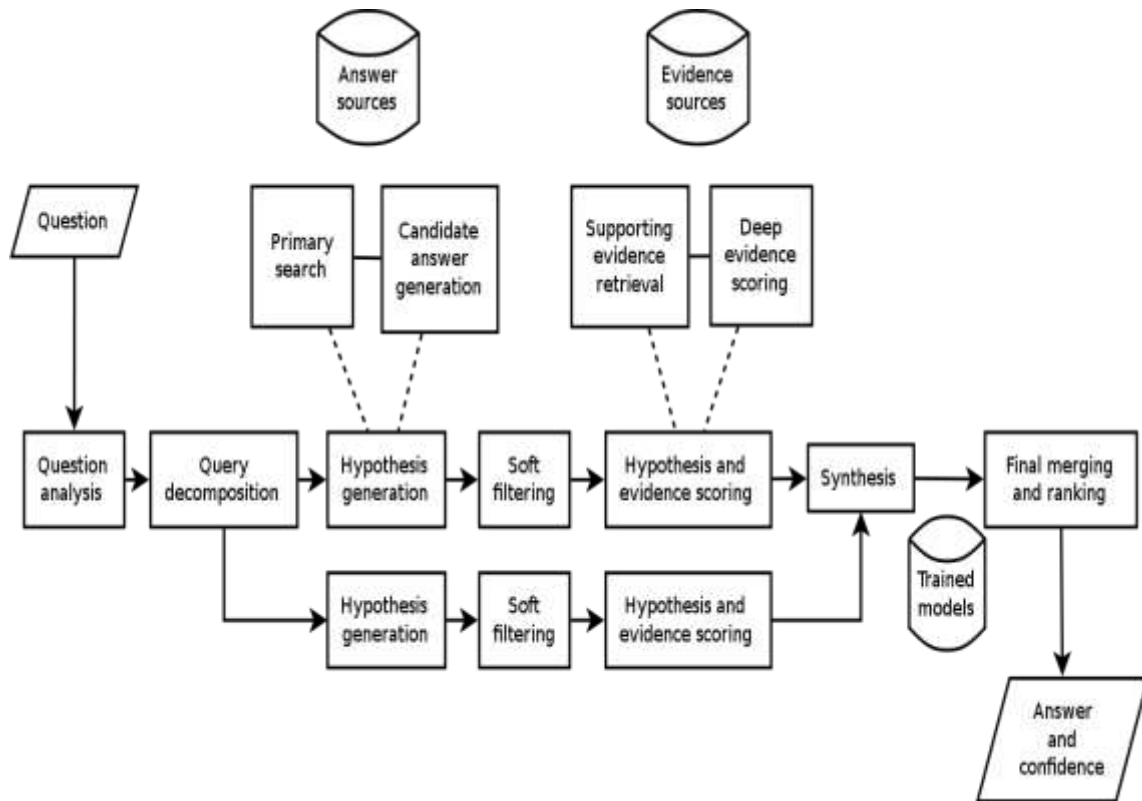 Answer
sources
Evidence
sources
Question
Primary
search
Candidate
answer
generation
Supporting
evidence
retrieval
Deep
evidence
scoring
Question
analysis
Query
decomposition
Hypothesis
generation
Soft
filtering
Hypothesis and
evidence scoring
Synthesis
Final merging
and ranking
Hypothesis
generation
Soft
filtering
Hypothesis and
evidence scoring
Trained
models
Answer
and
confidence